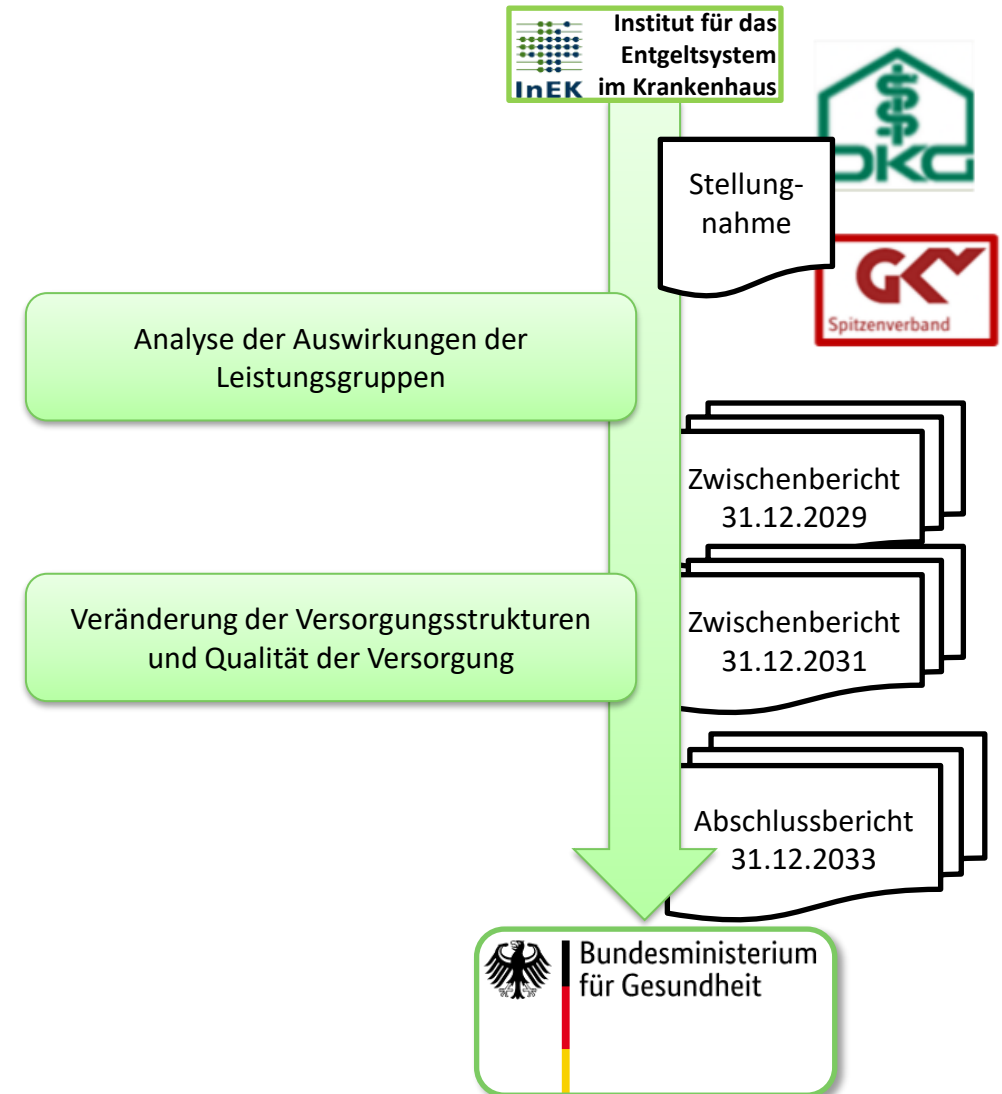 Institut für das
Entgeltsystem
im Krankenhaus
InEK
DKG
Stellung-
nahme
GKV
Spitzenverband
Analyse der Auswirkungen der
Leistungsgruppen
Zwischenbericht
31.12.2029
Veränderung der Versorgungsstrukturen
und Qualität der Versorgung
Zwischenbericht
31.12.2031
Abschlussbericht
31.12.2033
Bundesministerium
für Gesundheit